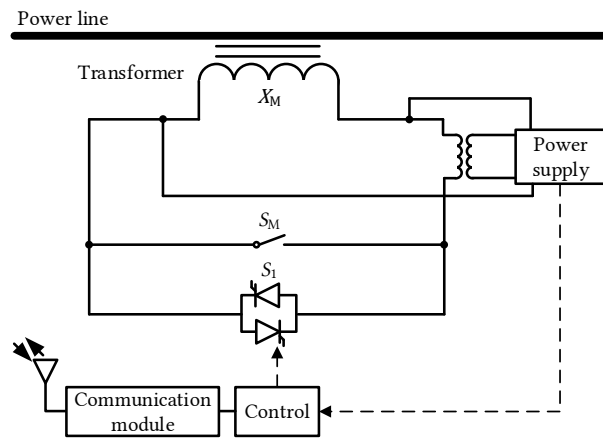 Power line
Transformer
XM
Power
supply
SM
S1
Communication
module
Control